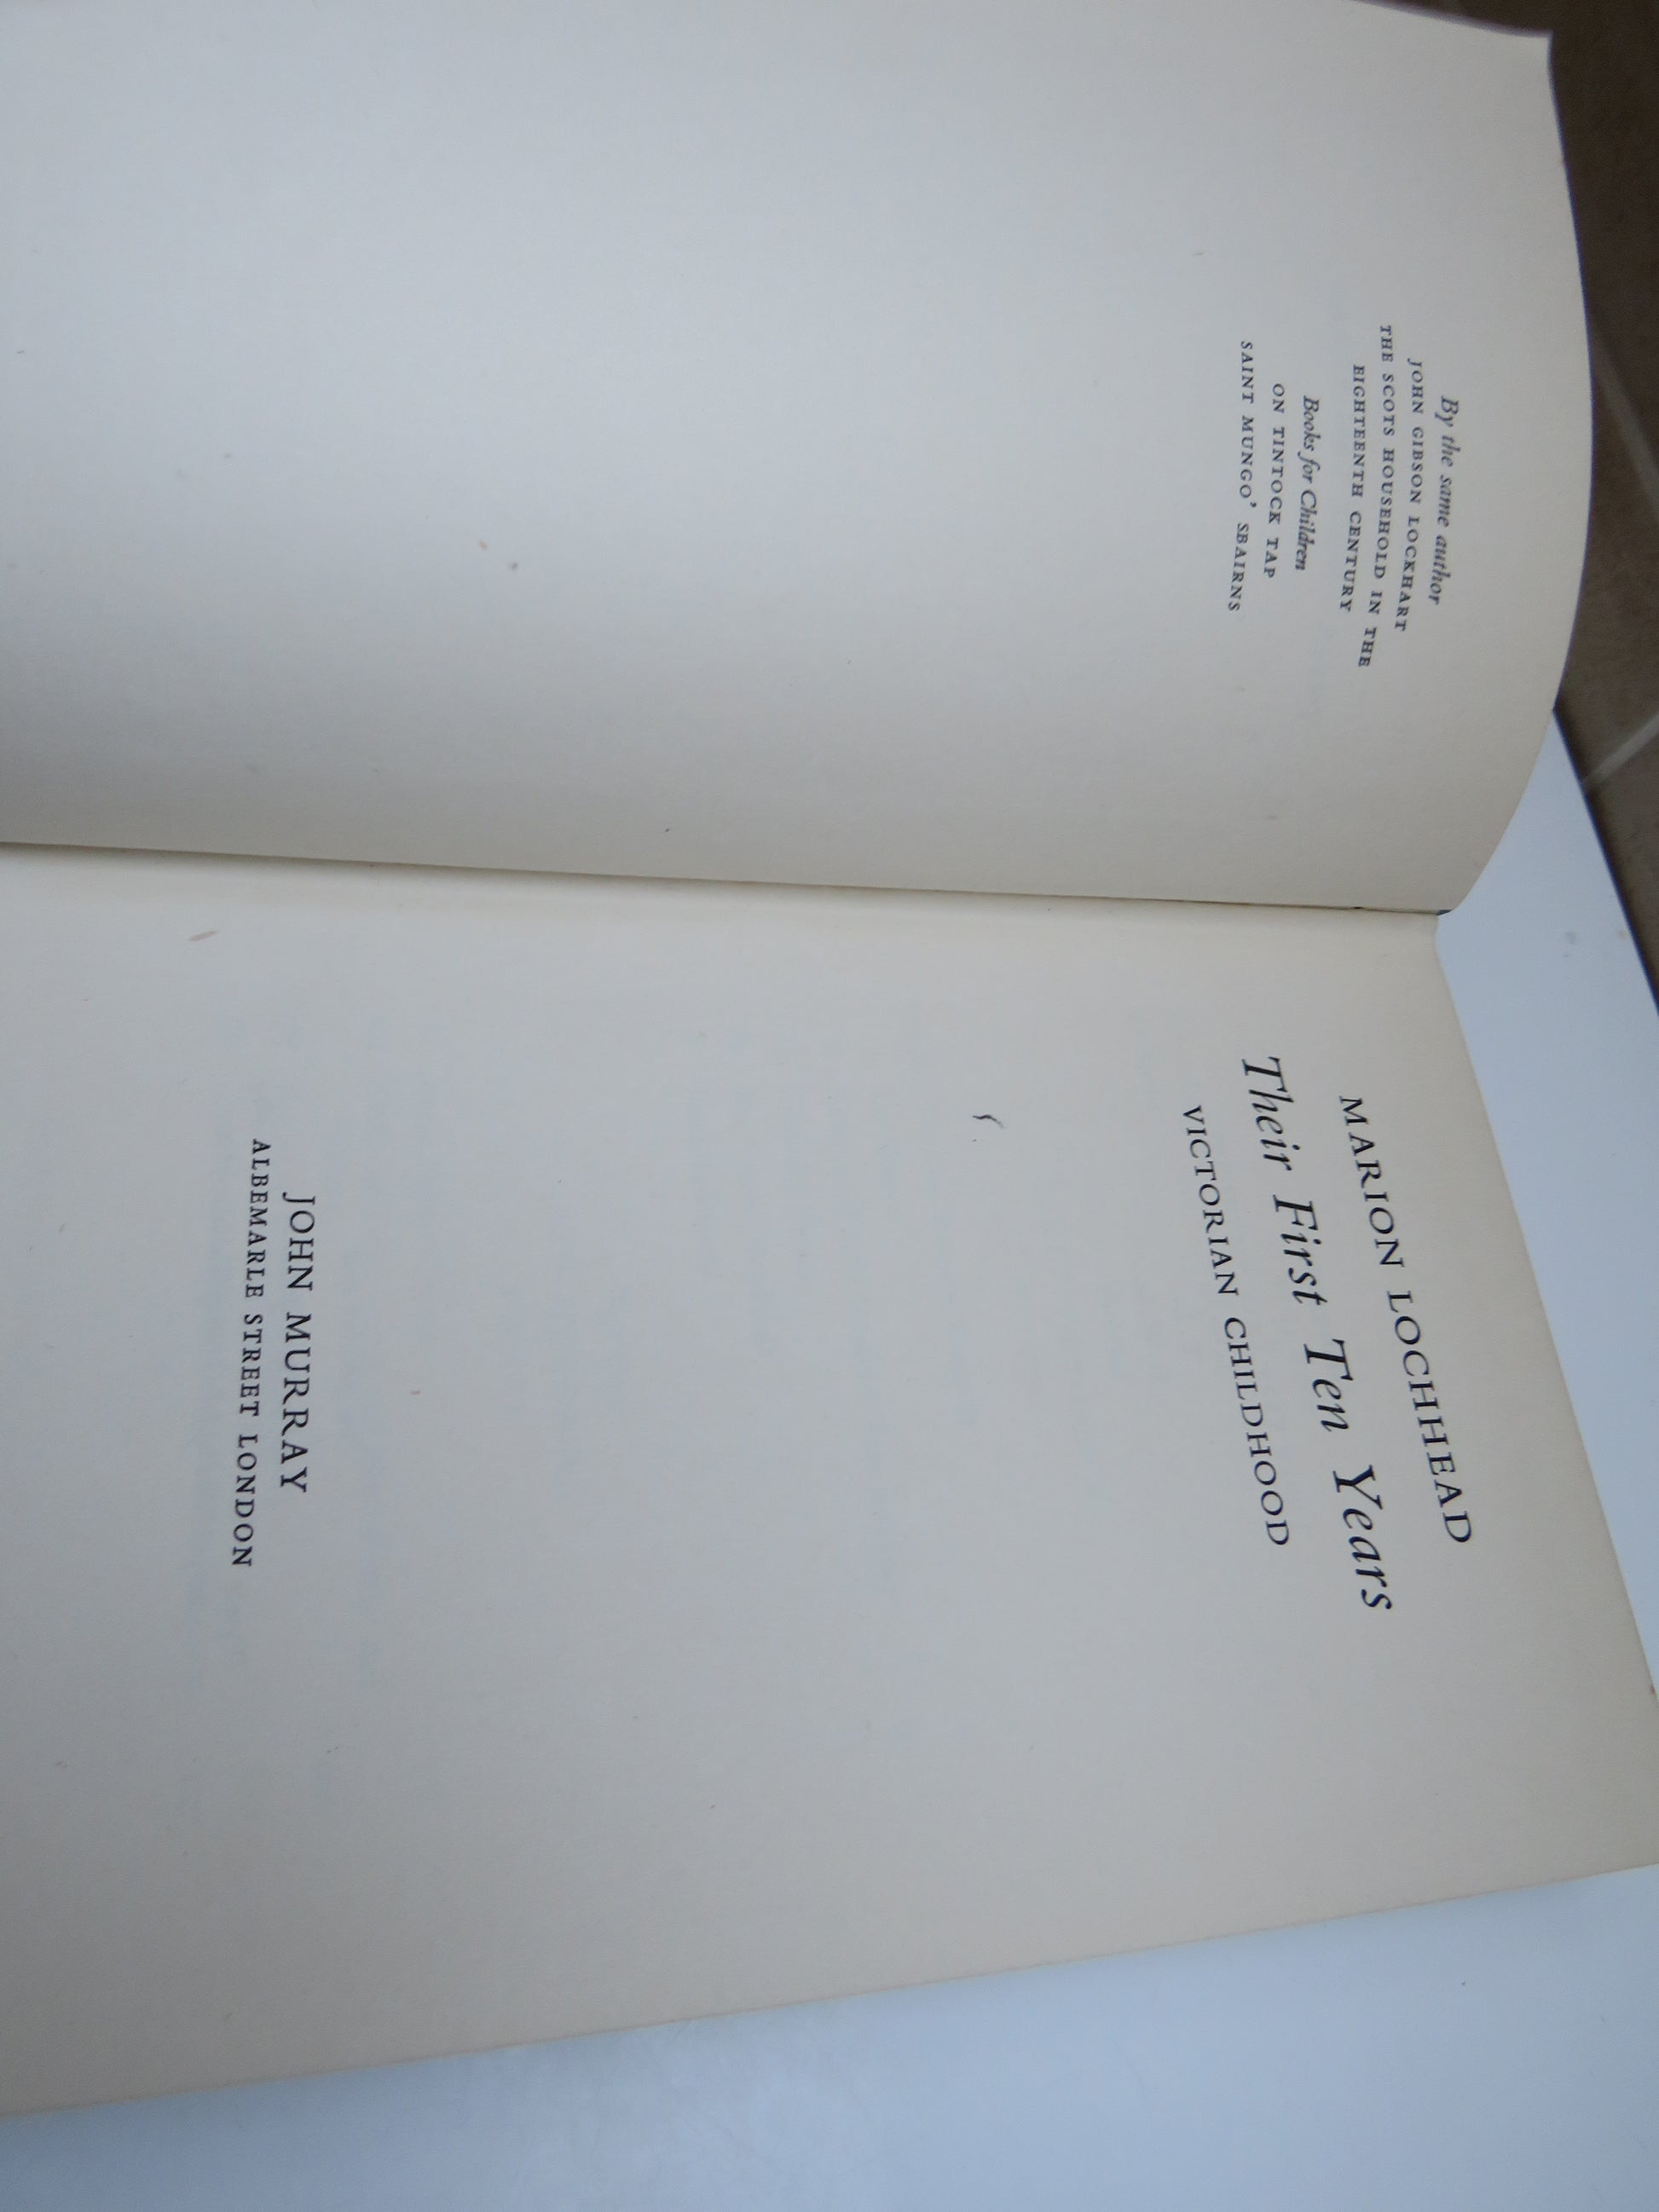 By the same author
JOHN GIBSON LOCKHART
THE SCOTS HOUSEHOLD IN THE
EIGHTEENTH CENTURY
Books for Children
ON TINTOCK TAP
SAINT MUNGO' SBAIRNS
MARION LOCHHEAD
Their First Ten Years
VICTORIAN CHILDHOOD
JOHN MURRAY
ALBEMARLE STREET LONDON